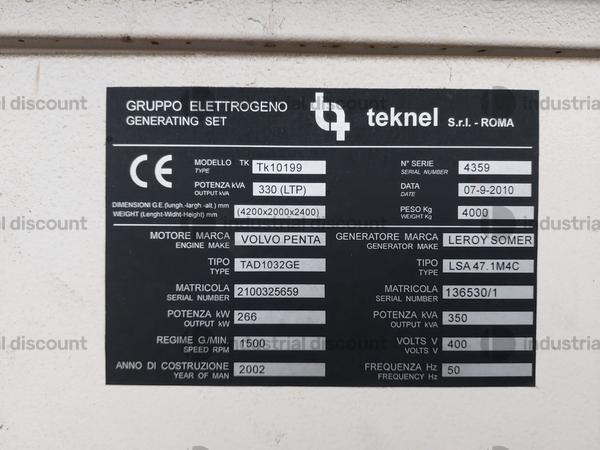 GRUPPO ELETTROGENO
GENERATING SET
teknel S.r.l. - ROMA
CE
MODELLO TK
TYPE
Tk10199
N° SERIE
SERIAL NUMBER
4359
POTENZA kVA
OUTPUT kVA
330 (LTP)
DATA
DATE
07-9-2010
DIMENSIONI G.E. (lungh.-largh.-alt.) mm
WEIGHT (Lenght-Widht-Height) mm
(4200x2000x2400)
PESO Kg
WEIGHT Kg
4000
MOTORE MARCA
ENGINE MAKE
VOLVO PENTA
GENERATORE MARCA
GENERATOR MAKE
LEROY SOMER
TIPO
TYPE
TAD1032GE
TIPO
TYPE
LSA 47.1M4C
MATRICOLA
SERIAL NUMBER
2100325659
MATRICOLA
SERIAL NUMBER
136530/1
POTENZA kW
OUTPUT kW
266
POTENZA kVA
OUTPUT kVA
350
REGIME G/MIN.
SPEED RPM
1500
VOLTS V
VOLTS V
400
ANNO DI COSTRUZIONE
YEAR OF MAN
2002
FREQUENZA Hz
FREQUENCY Hz
50
industrial discount